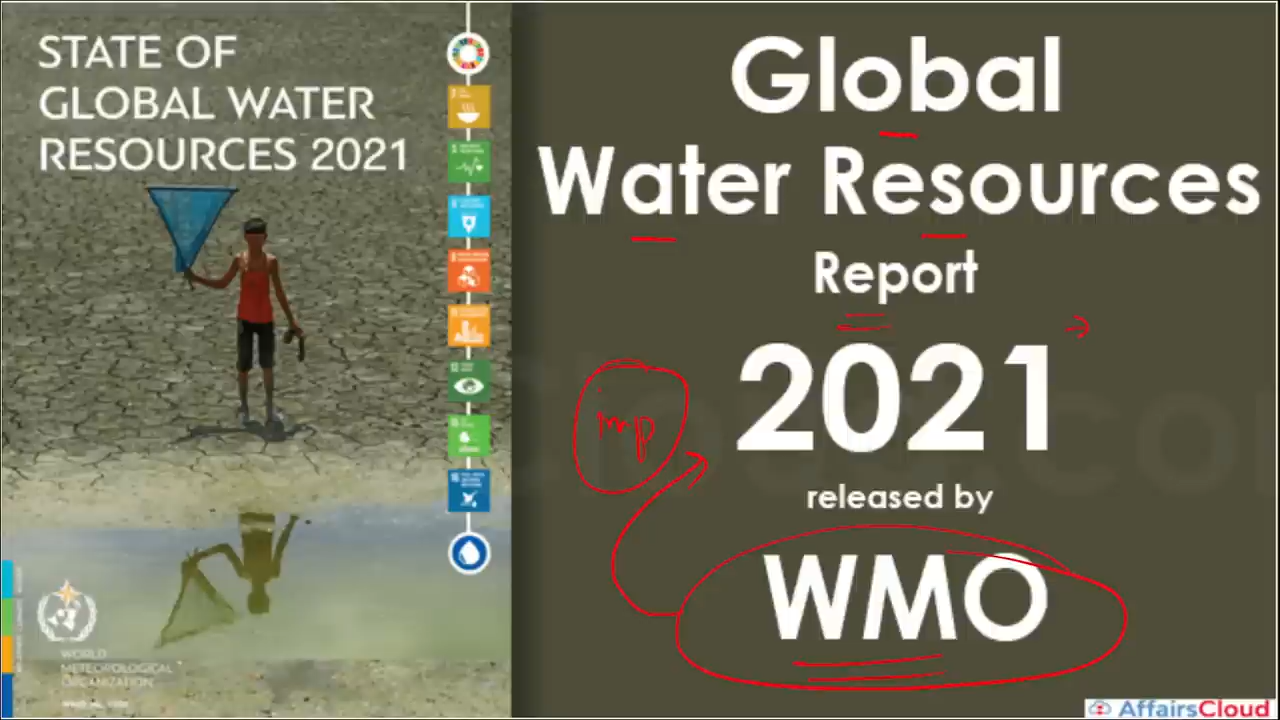 STATE OF
GLOBAL WATER
RESOURCES 2021
WORLD
METEOROLOGICAL
ORGANIZATION
Global
Water Resources
Report
2021
released by
WMO
imp
AffairsCloud